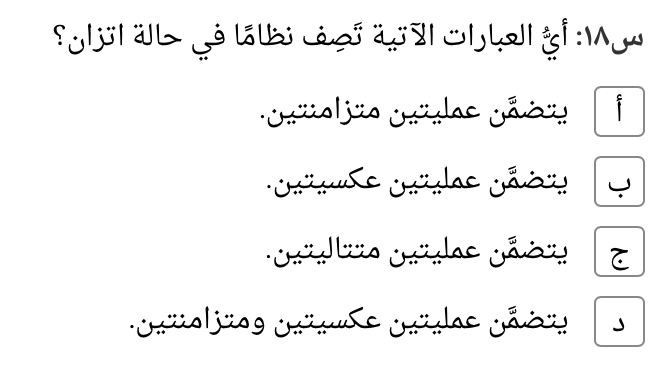 س١٨: أيُّ العبارات الآتية تَصِف نظامًا في حالة اتزان؟
أ يتضمَّن عمليتين متزامنتين.
ب يتضمَّن عمليتين عكسيتين.
ج يتضمَّن عمليتين متتاليتين.
د يتضمَّن عمليتين عكسيتين ومتزامنتين.